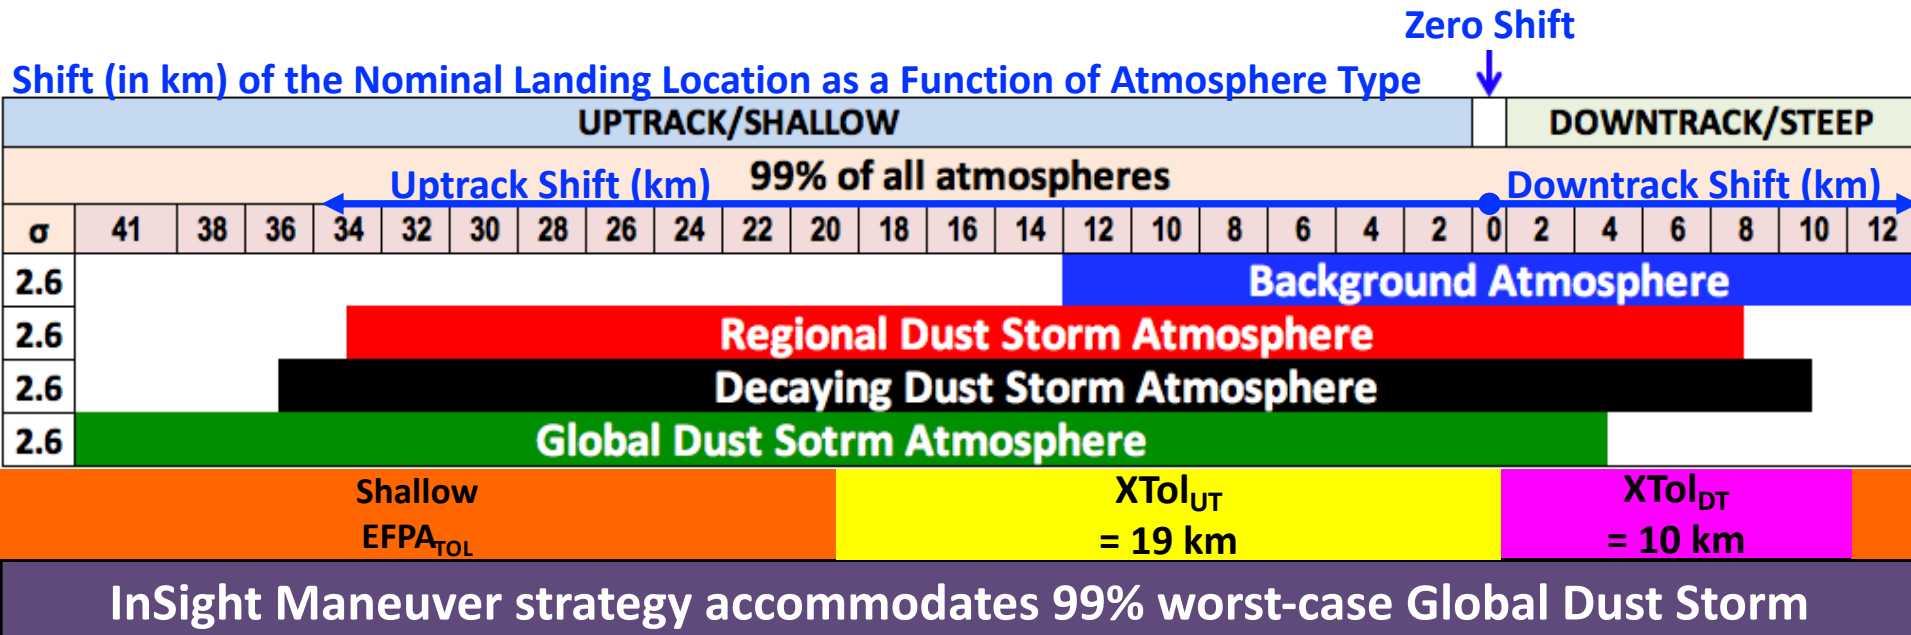 Zero Shift
Shift (in km) of the Nominal Landing Location as a Function of Atmosphere Type
UPTRACK/SHALLOW DOWNTRACK/STEEP
99% of all atmospheres
Uptrack Shift (km) Downtrack Shift (km)
σ 41 38 36 34 32 30 28 26 24 22 20 18 16 14 12 10 8 6 4 2 0 2 4 6 8 10 12
2.6 Background Atmosphere
2.6 Regional Dust Storm Atmosphere
2.6 Decaying Dust Storm Atmosphere
2.6 Global Dust Sotrm Atmosphere
Shallow XTolUT XTolDT
EFPATOL = 19 km = 10 km
InSight Maneuver strategy accommodates 99% worst-case Global Dust Storm